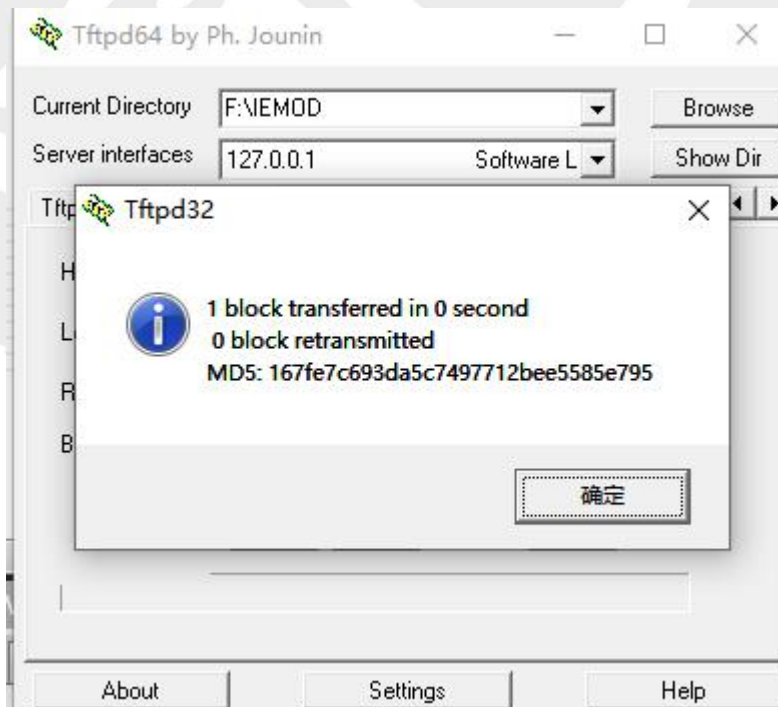 Tftpd64 by Ph. Jounin
Current Directory F:\IEMOD Browse
Server interfaces 127.0.0.1 Software L Show Dir
Tftp
Tftpd32
H
1 block transferred in 0 second
0 block retransmitted
MD5: 167fe7c693da5c7497712bee5585e795
L
R
B
确定
About Settings Help